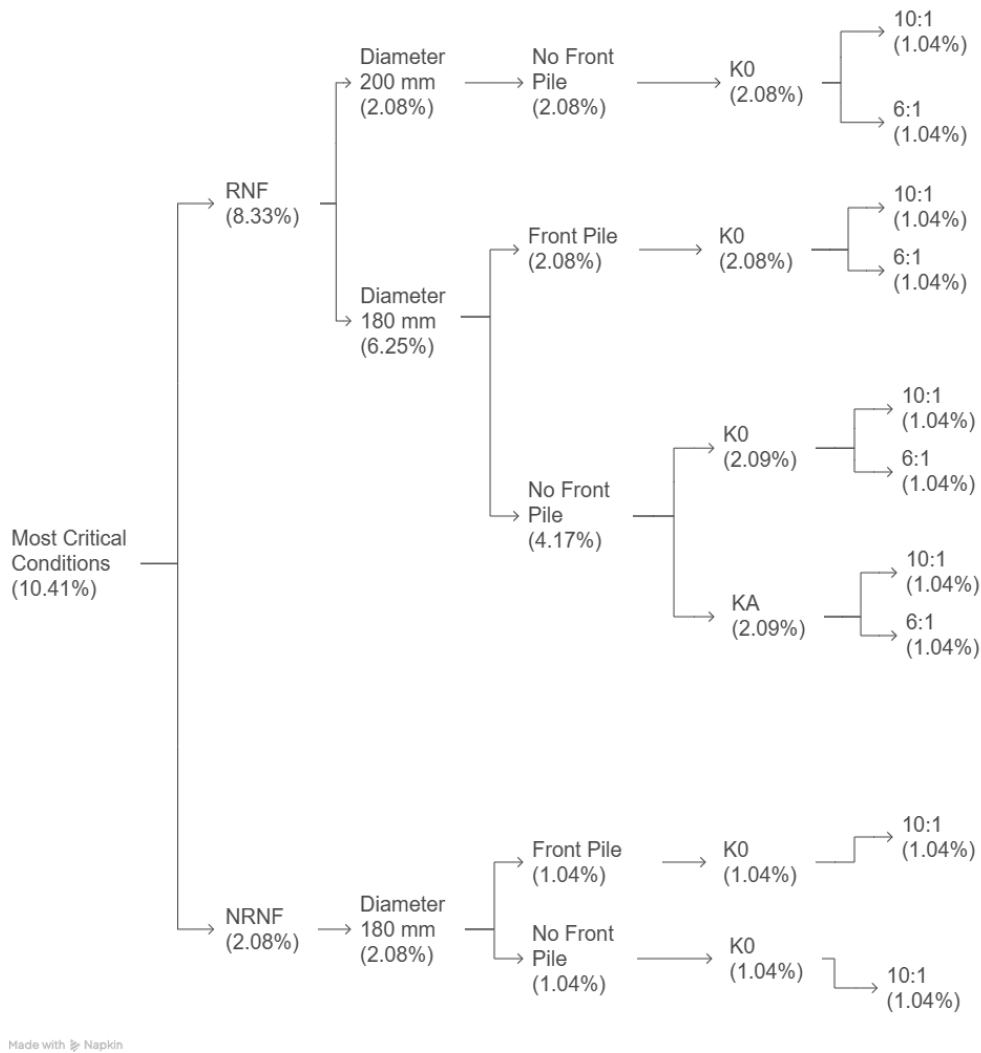 Most Critical
Conditions
(10.41%)
RNF
(8.33%)
Diameter
200 mm
(2.08%)
No Front
Pile
(2.08%)
K0
(2.08%)
10:1
(1.04%)
6:1
(1.04%)
Diameter
180 mm
(6.25%)
Front Pile
(2.08%)
K0
(2.08%)
10:1
(1.04%)
6:1
(1.04%)
No Front
Pile
(4.17%)
K0
(2.09%)
10:1
(1.04%)
6:1
(1.04%)
KA
(2.09%)
10:1
(1.04%)
6:1
(1.04%)
NRNF
(2.08%)
Diameter
180 mm
(2.08%)
Front Pile
(1.04%)
K0
(1.04%)
10:1
(1.04%)
No Front
Pile
(1.04%)
K0
(1.04%)
10:1
(1.04%)
Made with Napkin